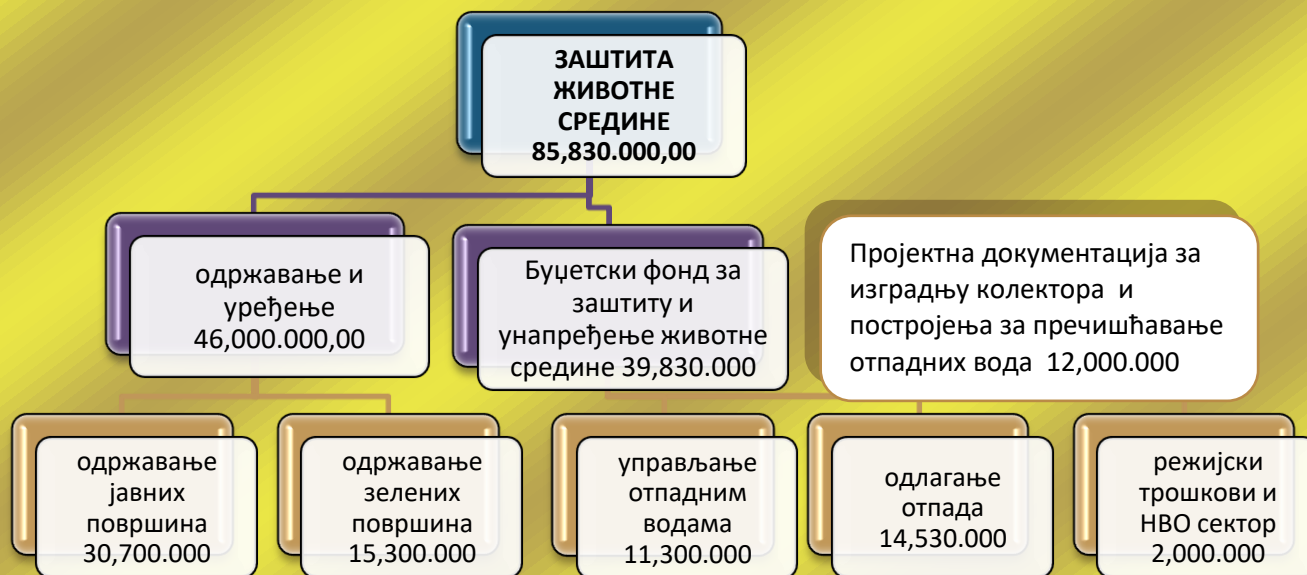 ЗАШТИТА
ЖИВОТНЕ
СРЕДИНЕ
85,830.000,00
одржавање и
уређење
46,000.000,00
Буџетски фонд за
заштиту и
унапређење животне
средине 39,830.000
Пројектна документација за
изградњу колектора и
постројења за пречишћавање
отпадних вода 12,000.000
одржавање
јавних
површина
30,700.000
одржавање
зелених
површина
15,300.000
управљање
отпадним
водама
11,300.000
одлагање
отпада
14,530.000
режијски
трошкови и
НВО сектор
2,000.000